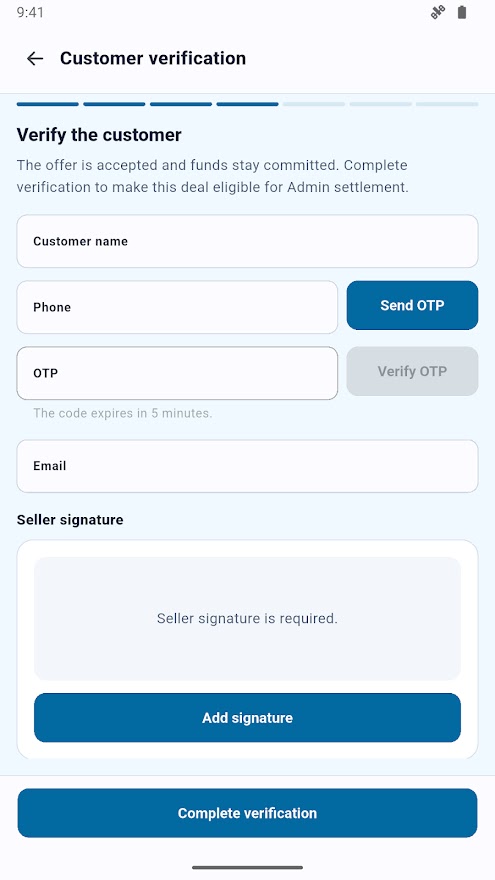 9:41
Customer verification
Verify the customer
The offer is accepted and funds stay committed. Complete
verification to make this deal eligible for Admin settlement.
Customer name
Phone
Send OTP
OTP
Verify OTP
The code expires in 5 minutes.
Email
Seller signature
Seller signature is required.
Add signature
Complete verification